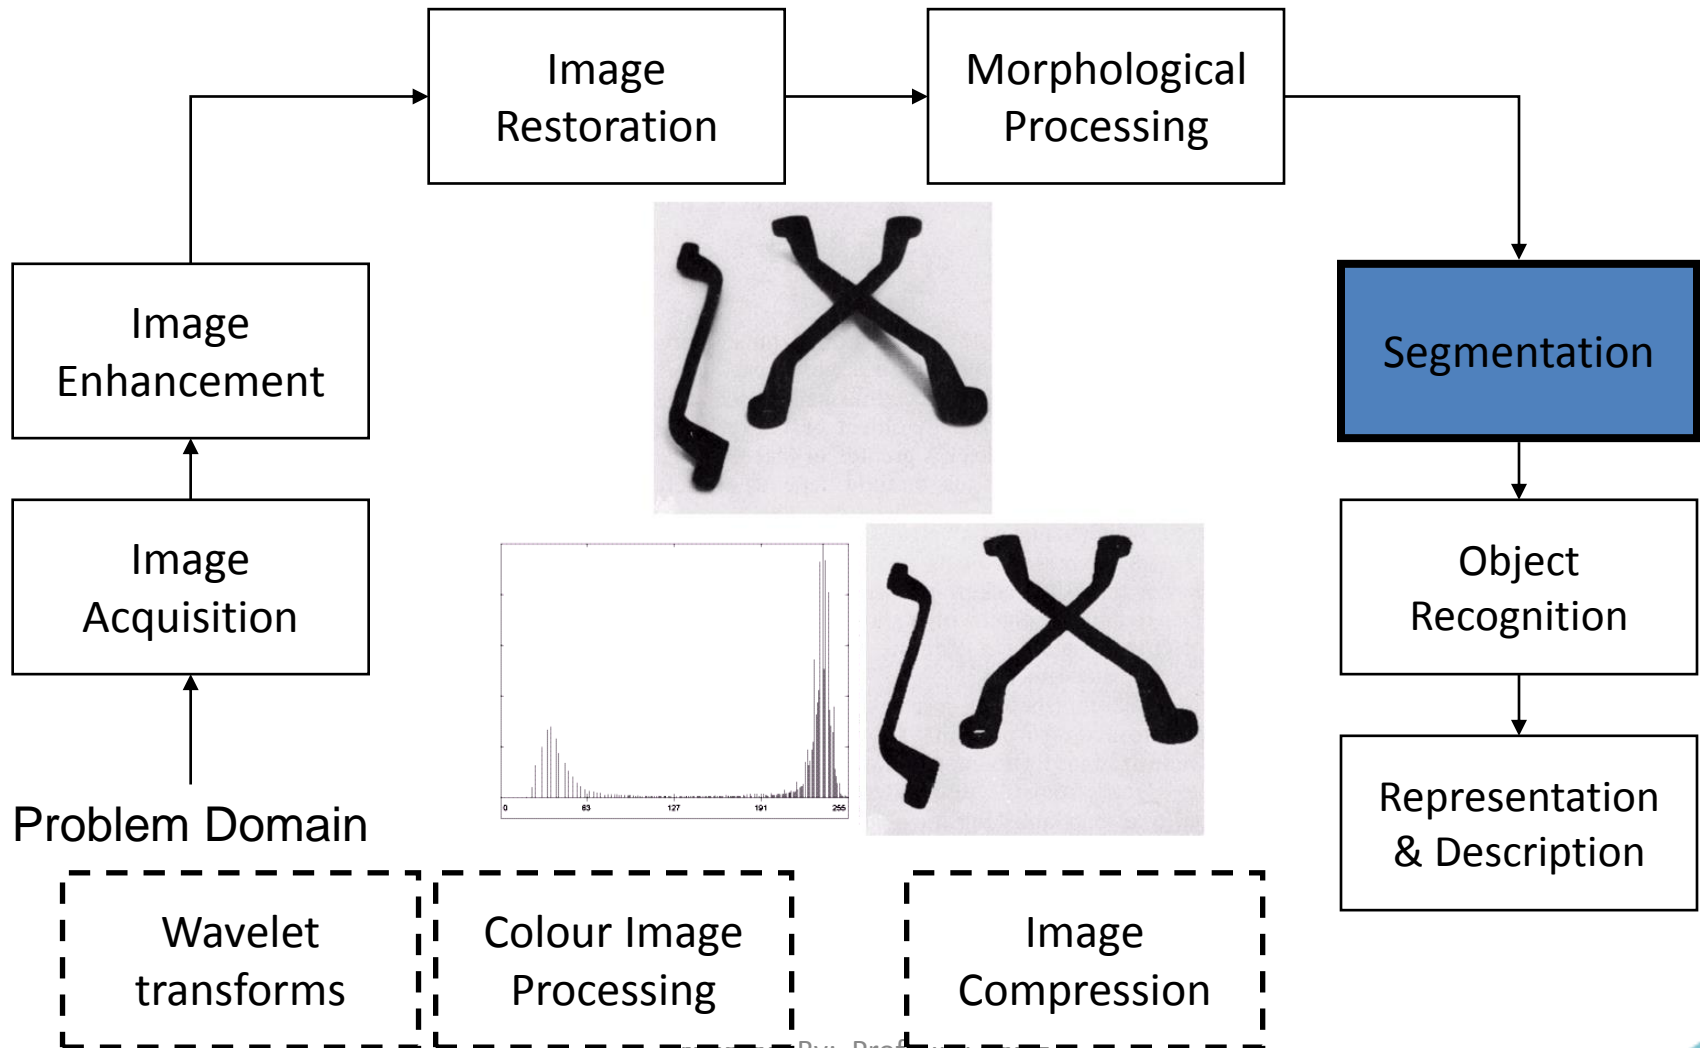 Image
Restoration
Morphological
Processing
Image
Enhancement
Segmentation
Image
Acquisition
Object
Recognition
0 63 127 191 255
Problem Domain
Representation
& Description
Wavelet
transforms
Colour Image
Processing
Image
Compression
By: